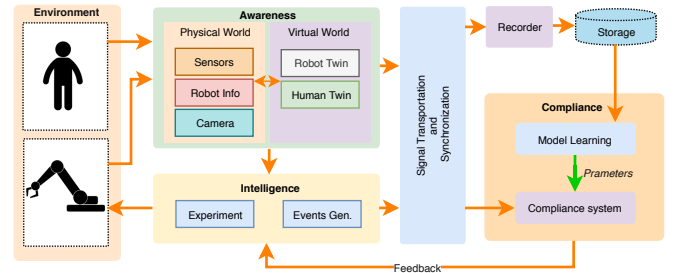 Environment
Awareness
Physical World
Virtual World
Sensors
Robot Info
Camera
Robot Twin
Human Twin
Intelligence
Experiment
Events Gen.
Signal Transportation
and
Synchronization
Recorder
Storage
Compliance
Model Learning
Prameters
Compliance system
Feedback